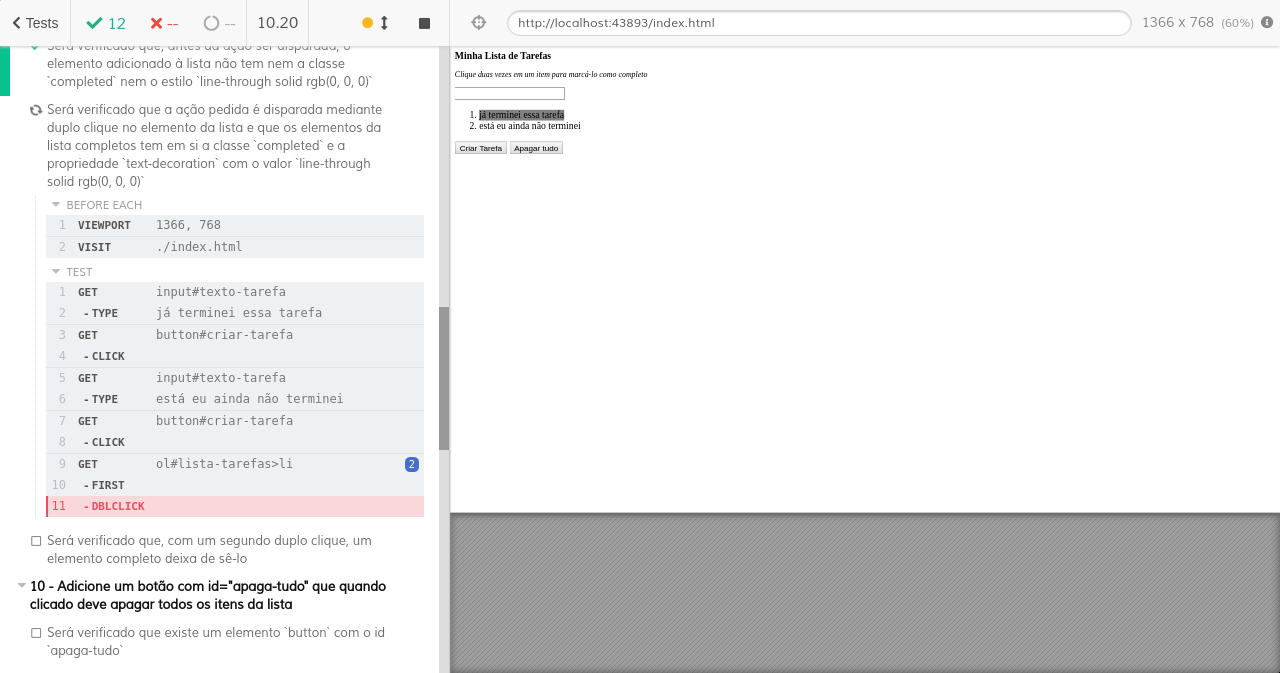 Tests 12 -- -- 10.20
http://localhost:43893/index.html 1366 x 768 (60%)
Será verificado que, antes da ação ser disparada, o
elemento adicionado à lista não tem nem a classe
`completed` nem o estilo `line-through solid rgb(0, 0, 0)`
Será verificado que a ação pedida é disparada mediante
duplo clique no elemento da lista e que os elementos da
lista completos tem em si a classe `completed` e a
propriedade `text-decoration` com o valor `line-through
solid rgb(0, 0, 0)`
BEFORE EACH
1 VIEWPORT 1366, 768
2 VISIT ./index.html
TEST
1 GET input#texto-tarefa
2 -TYPE já terminei essa tarefa
3 GET button#criar-tarefa
4 -CLICK
5 GET input#texto-tarefa
6 -TYPE está eu ainda não terminei
7 GET button#criar-tarefa
8 -CLICK
9 GET ol#lista-tarefas>li 2
10 -FIRST
11 -DBLCLICK
Será verificado que, com um segundo duplo clique, um
elemento completo deixa de sê-lo
10 - Adicione um botão com id="apaga-tudo" que quando
clicado deve apagar todos os itens da lista
Será verificado que existe um elemento `button` com o id
`apaga-tudo`
Minha Lista de Tarefas
Clique duas vezes em um item para marcá-lo como completo
1. já terminei essa tarefa
2. está eu ainda não terminei
Criar Tarefa Apagar tudo